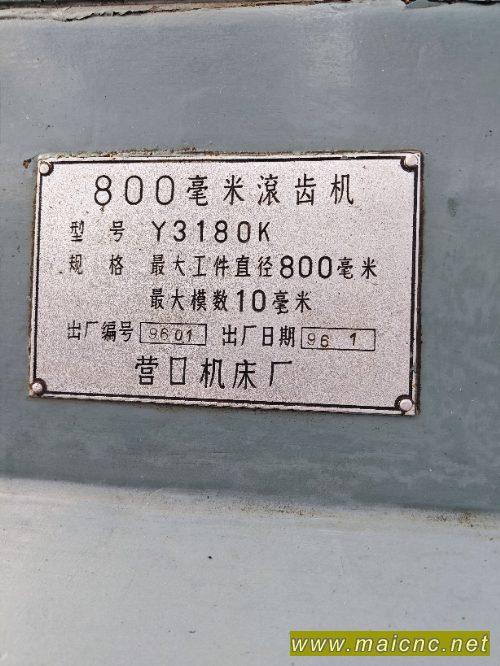 800毫米滚齿机
型号 Y3180K
规格 最大工件直径800毫米
最大模数10毫米
出厂编号 9601 出厂日期 96 1
营口机床厂
www.maicnc.net